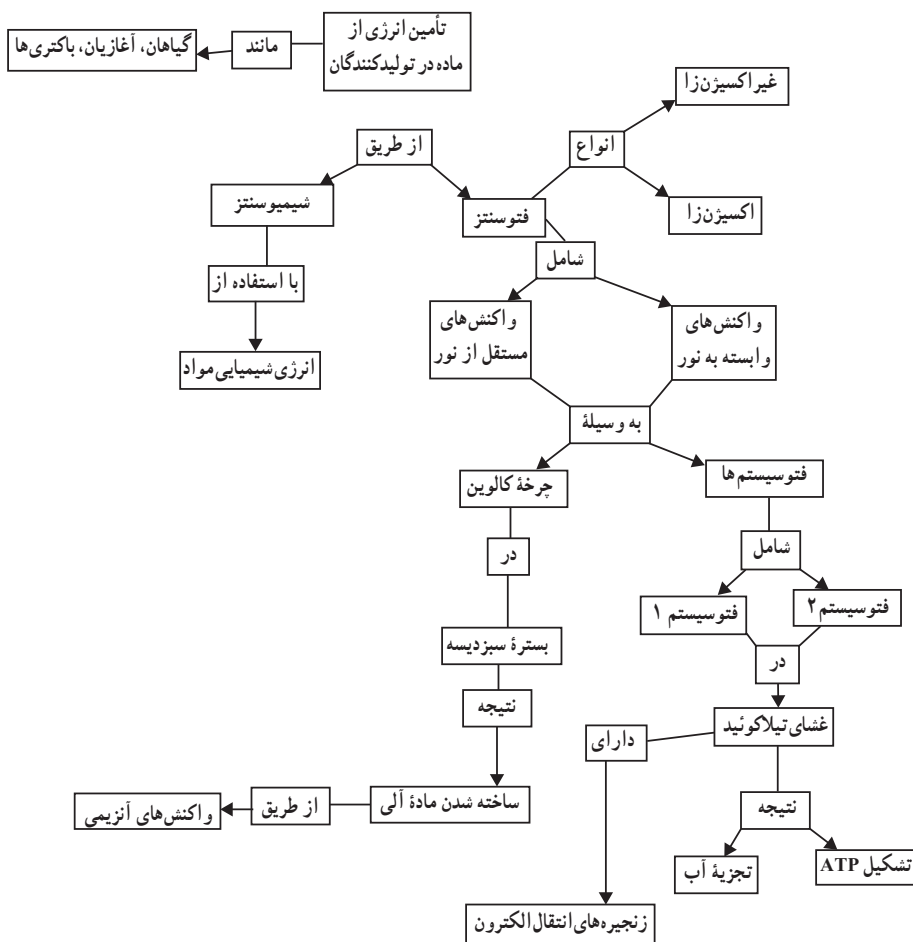 تأمین انرژی از
ماده در تولیدکنندگان
مانند
گیاهان، آغازیان، باکتری‌ها
غیراکسیژن‌زا
انواع
از طریق
اکسیژن‌زا
فتوسنتز
شیمیوسنتز
شامل
با استفاده از
واکنش‌های
وابسته به نور
واکنش‌های
مستقل از نور
انرژی شیمیایی مواد
به وسیلهٔ
فتوسیستم‌ها
چرخهٔ کالوین
شامل
در
فتوسیستم ۲
فتوسیستم ۱
بسترهٔ سبزدیسه
در
نتیجه
غشای تیلاکوئید
دارای
ساخته شدن مادهٔ آلی
از طریق
واکنش‌های آنزیمی
نتیجه
تشکیل ATP
تجزیهٔ آب
زنجیره‌های انتقال الکترون